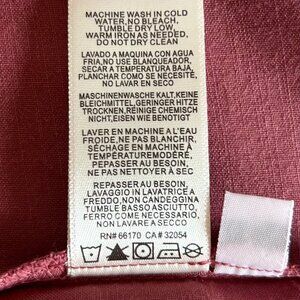 MACHINE WASH IN COLD
WATER,NO BLEACH,
TUMBLE DRY LOW,
WARM IRON AS NEEDED,
DO NOT DRY CLEAN
LAVADO A MAQUINA CON AGUA
FRIA,NO USE BLANQUEADOR,
SECAR A TEMPERATURA BAJA,
PLANCHAR COMO SE NECESITÉ,
NO LAVAR EN SECO
MASCHINENWASCHE KALT,KEINE
BLEICHMITTEL,GERINGER HITZE
TROCKNEN,REINIGE CHEMISCH
NICHT,EISEN WIE BENÖTIGT
LAVER EN MACHINE A L'EAU
FROIDE,NE PAS BLANCHIR,
SÉCHAGE EN MACHINE À
TEMPÉRATUREMODÉRÉ,
REPASSER AU BESOIN,
NE PAS NETTOYER À SEC
REPASSER AU BESOIN,
LAVAGGIO IN LAVATRICE A
FREDDO,NON CANDEGGINA
TUMBLE BASSO ASCIUTTO,
FERRO COME NECESSARIO,
NON LAVARE A SECCO
RN# 66170 CA# 32054